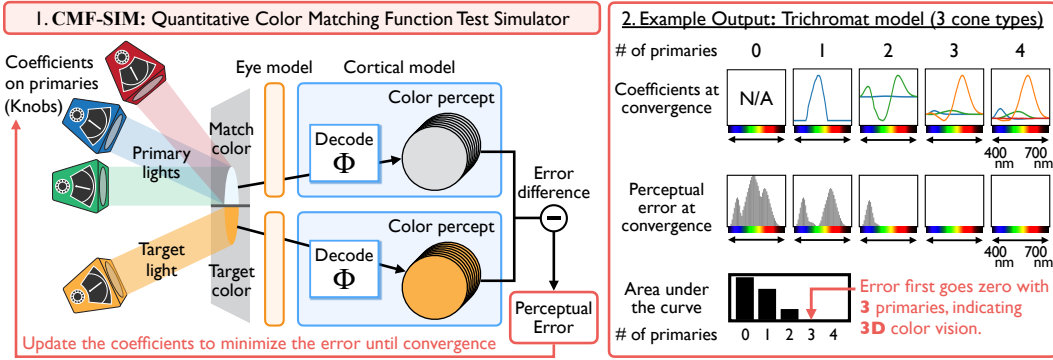 1. CMF-SIM: Quantitative Color Matching Function Test Simulator
Coefficients
on primaries
(Knobs)
Eye model
Cortical model
Color percept
Match
color
Decode
Φ
Primary
lights
Error
difference
Color percept
Target
light
Target
color
Decode
Φ
Perceptual
Error
Update the coefficients to minimize the error until convergence
2. Example Output: Trichromat model (3 cone types)
# of primaries 0 1 2 3 4
Coefficients at
convergence
N/A
400
nm
700
nm
Perceptual
error at
convergence
400
nm
700
nm
Area under
the curve
Error first goes zero with
3 primaries, indicating
3D color vision.
# of primaries 0 1 2 3 4